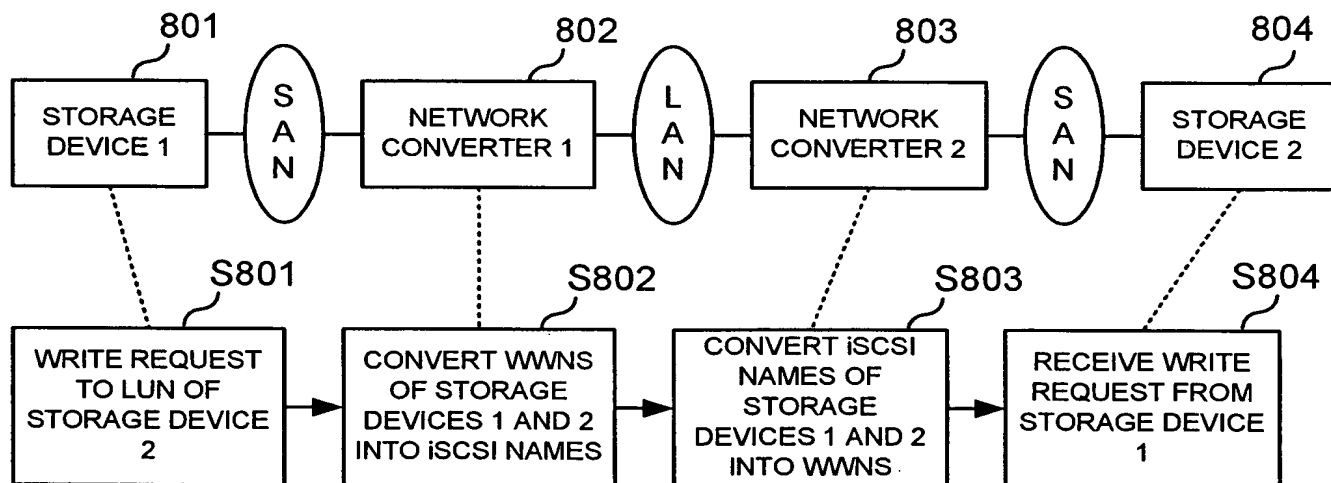 801
802
803
804
STORAGE
DEVICE 1
S
A
N
NETWORK
CONVERTER 1
L
A
N
NETWORK
CONVERTER 2
S
A
N
STORAGE
DEVICE 2
S801
S802
S803
S804
WRITE REQUEST
TO LUN OF
STORAGE DEVICE
2
CONVERT WWNS
OF STORAGE
DEVICES 1 AND 2
INTO iSCSI NAMES
CONVERT iSCSI
NAMES OF
STORAGE
DEVICES 1 AND 2
INTO WWNS
RECEIVE WRITE
REQUEST FROM
STORAGE DEVICE
1